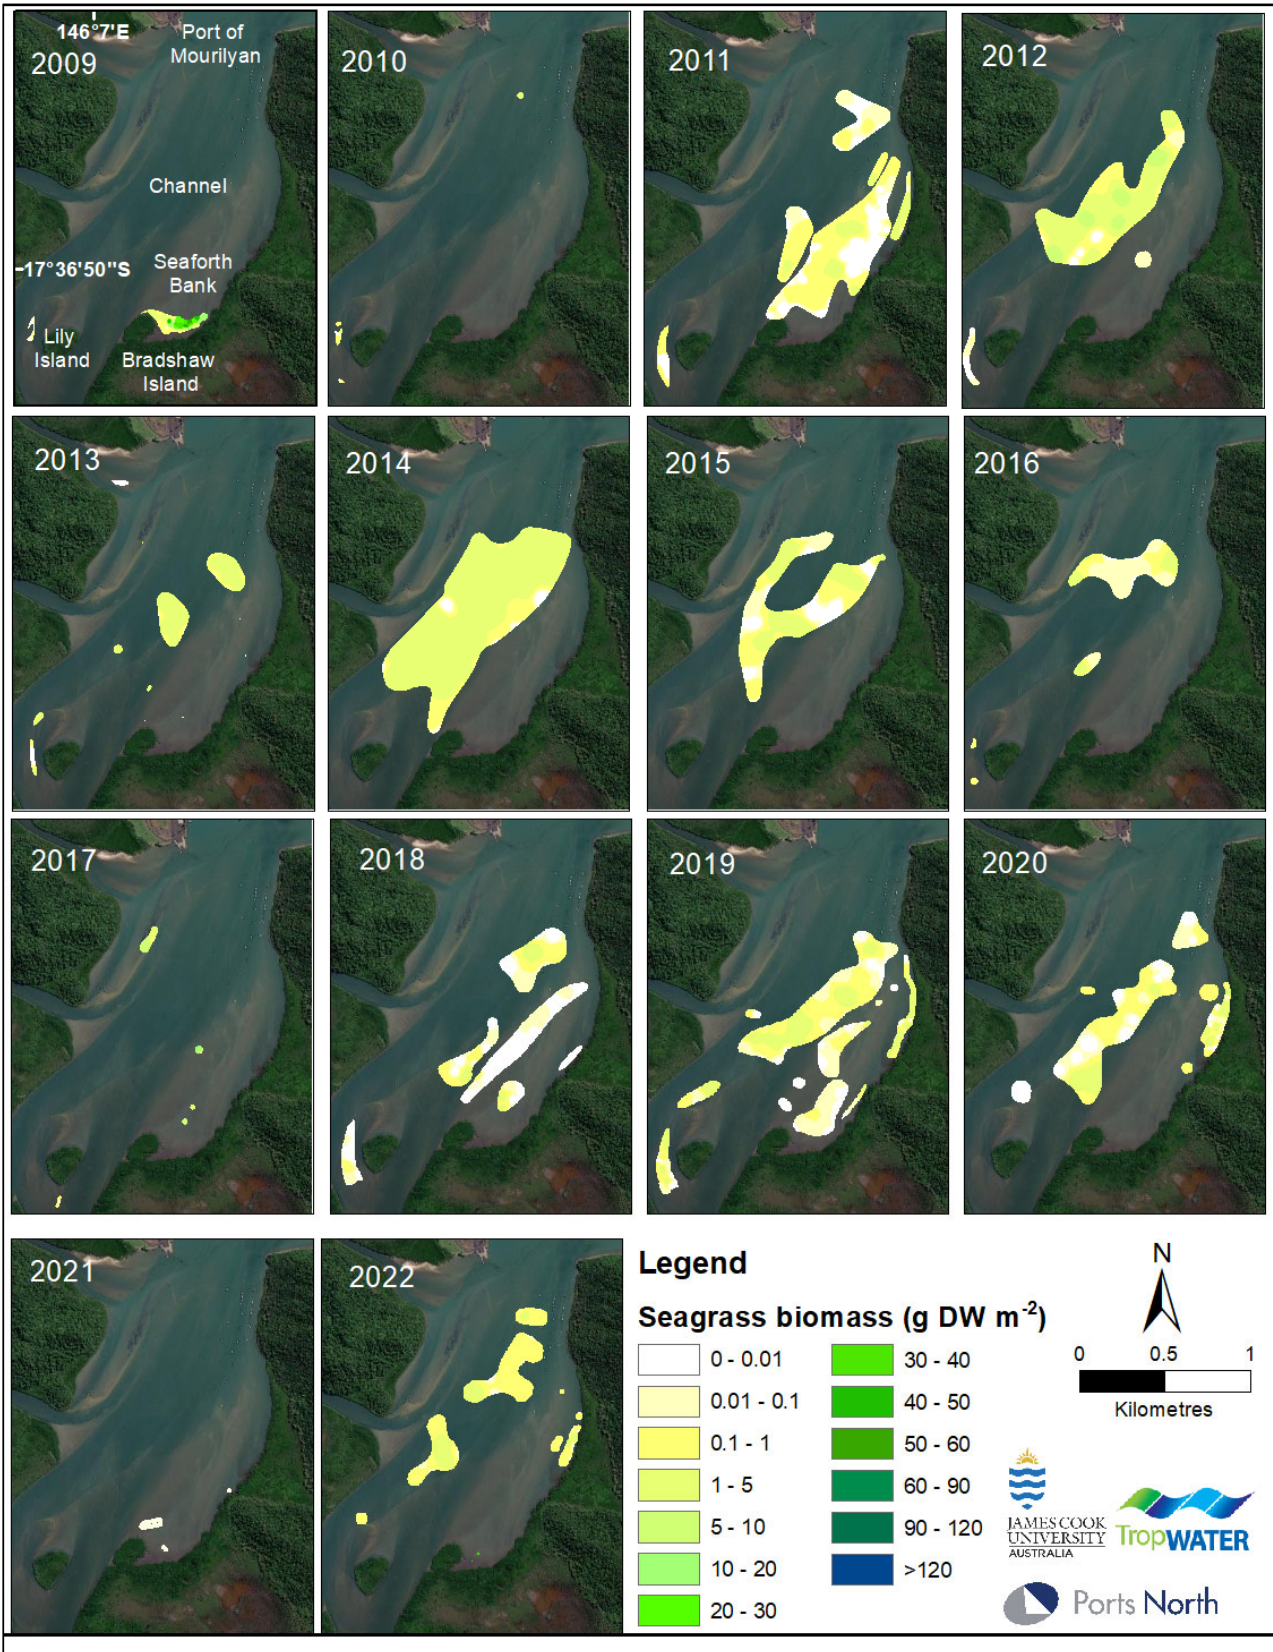 146°7'E
Port of
Mourilyan
2009
Channel
17°36'50"S
Seaforth
Bank
Lily
Island
Bradshaw
Island
2010
2011
2012
2013
2014
2015
2016
2017
2018
2019
2020
2021
2022
Legend
Seagrass biomass (g DW m-2)
0 - 0.01
0.01 - 0.1
0.1 - 1
1 - 5
5 - 10
10 - 20
20 - 30
30 - 40
40 - 50
50 - 60
60 - 90
90 - 120
>120
N
0 0.5 1
Kilometres
JAMES COOK
UNIVERSITY
AUSTRALIA
TropWATER
Ports North